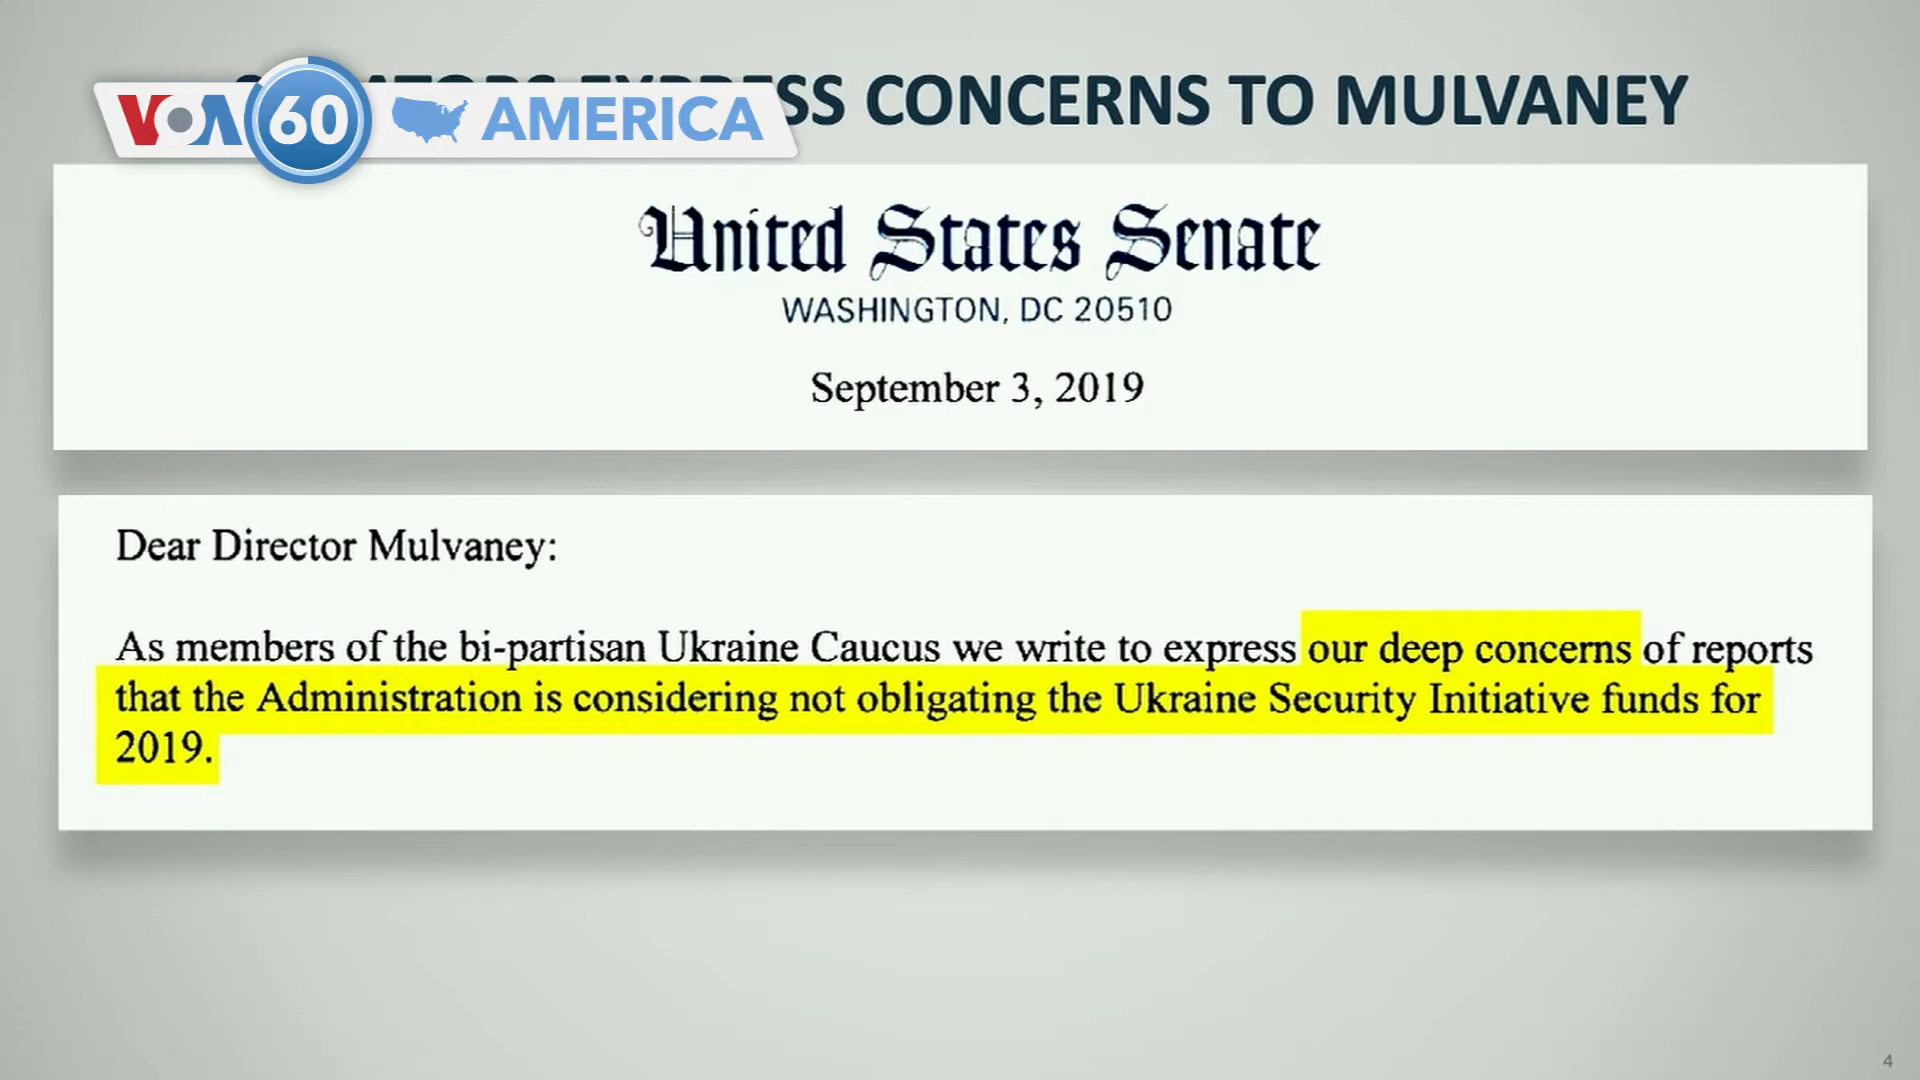 VOA 60 AMERICA
EXPRESS CONCERNS TO MULVANEY
United States Senate
WASHINGTON, DC 20510
September 3, 2019
Dear Director Mulvaney:
As members of the bi-partisan Ukraine Caucus we write to express our deep concerns of reports
that the Administration is considering not obligating the Ukraine Security Initiative funds for
2019.
4